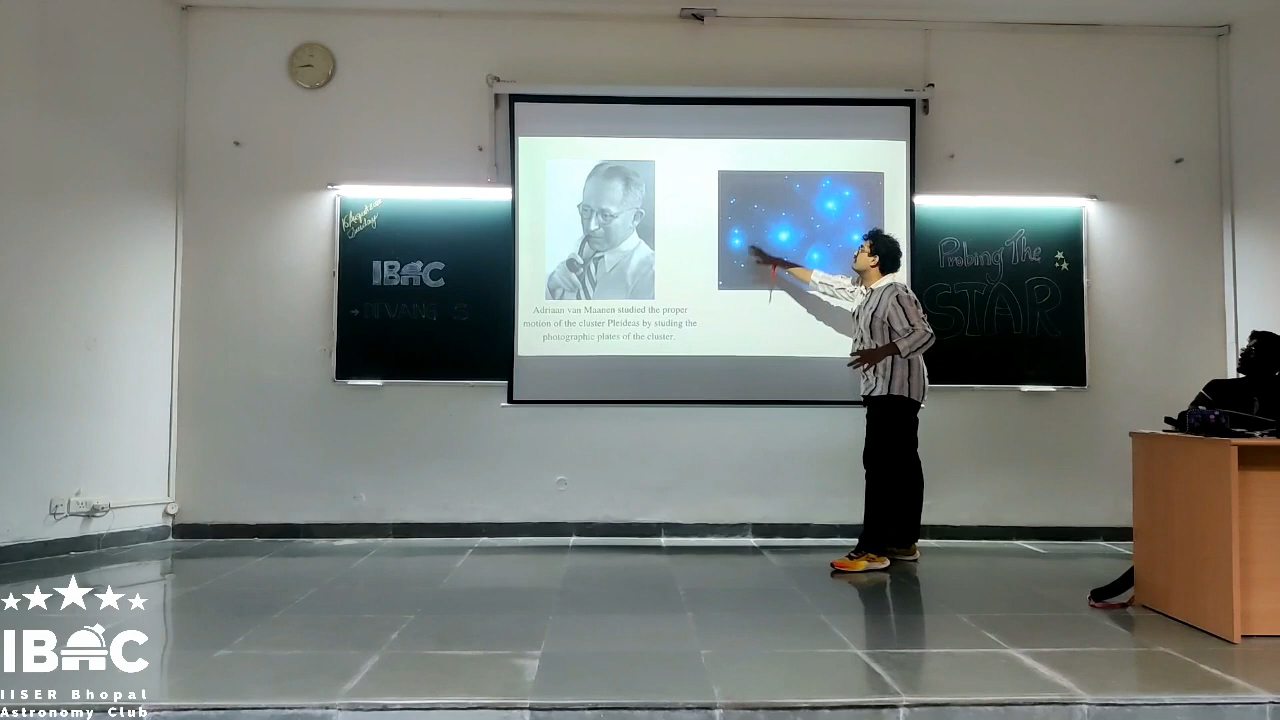 IBAC
DEVANG S
Adriaan van Maanen studied the proper
motion of the cluster Pleideas by studing the
photographic plates of the cluster.
Probing The
STAR
IBAC
IISER Bhopal
Astronomy Club